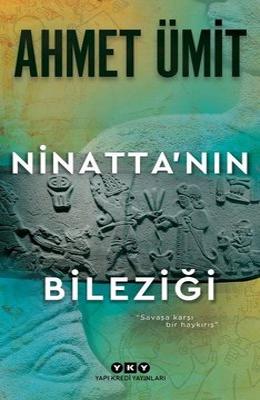 AHMET ÜMİT
NİNATTA'NIN
BİLEZİĞİ
"Savaşa karşı
bir haykırış"
YKY
YAPI KREDİ YAYINLARI